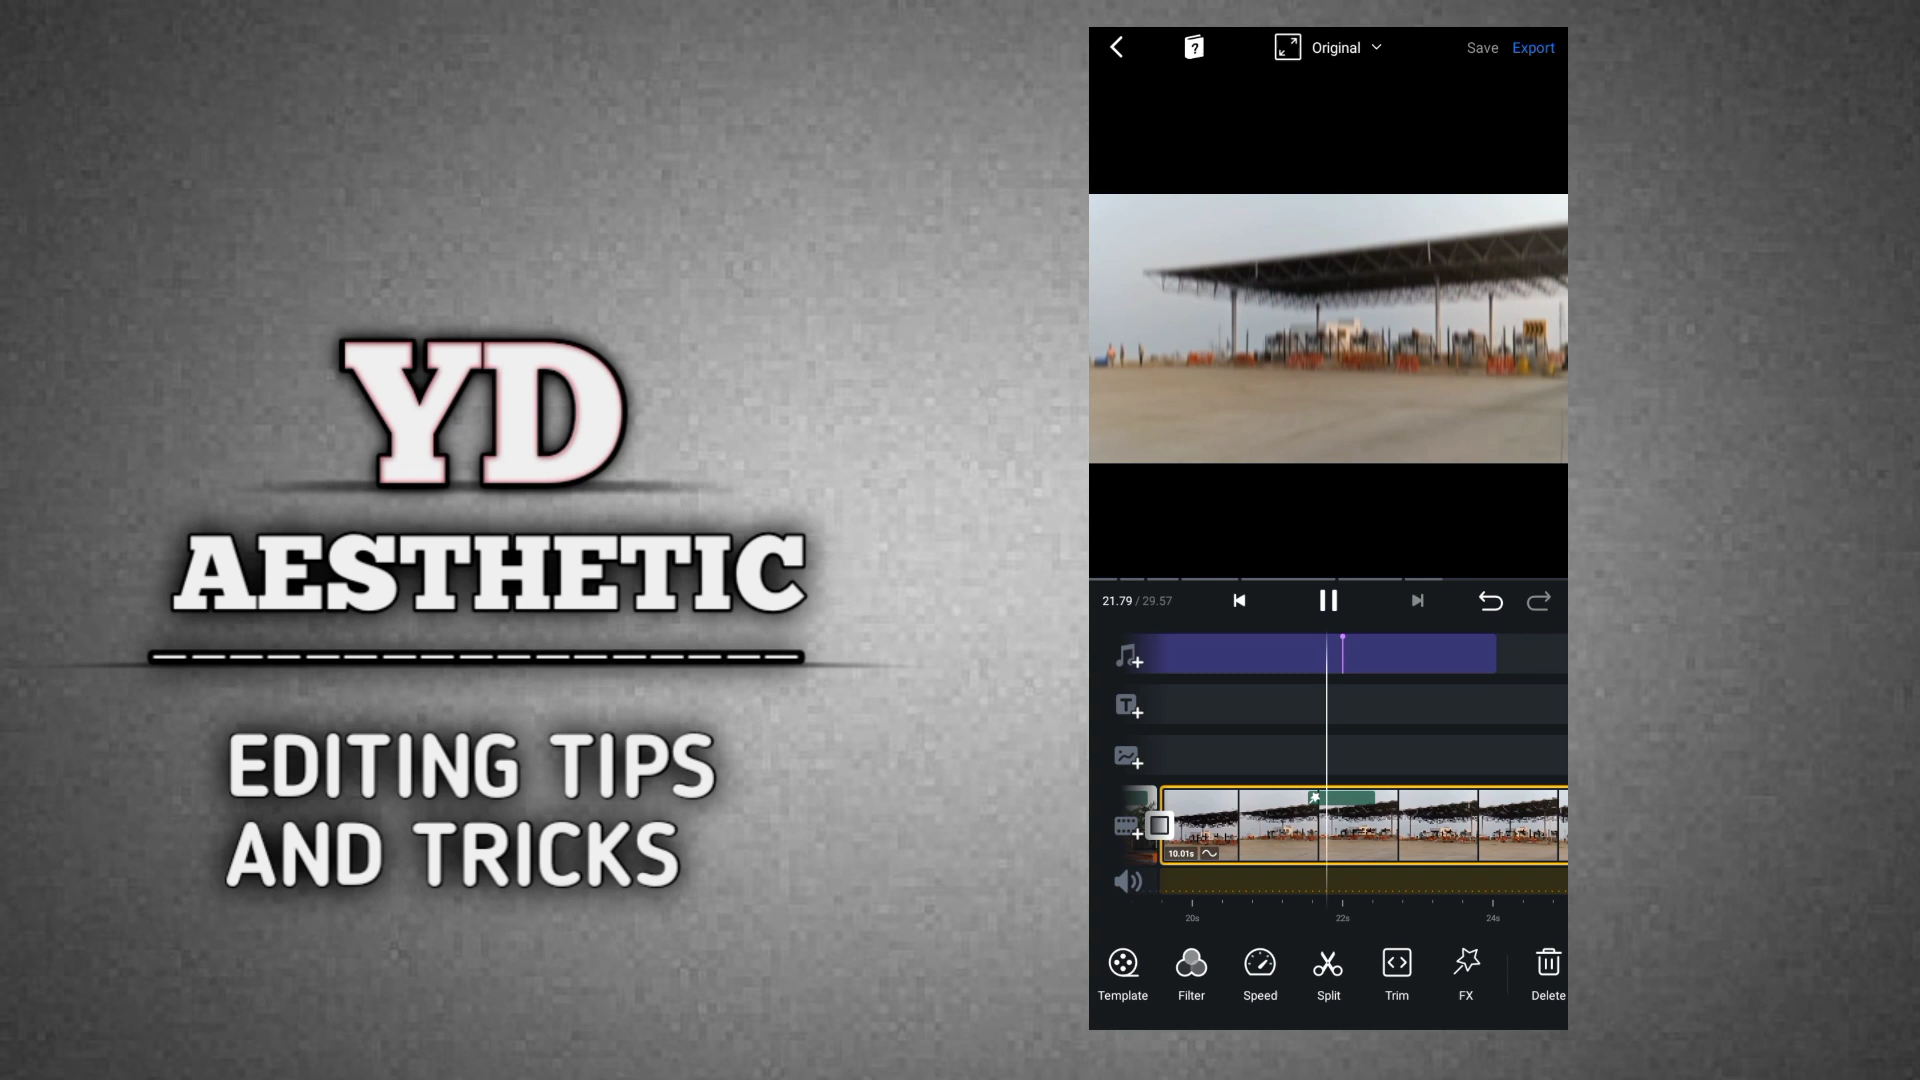 YD
AESTHETIC
EDITING TIPS
AND TRICKS
Original
Save Export
21.79 / 29.57
10.01s
20s 22s 24s
Template Filter Speed Split Trim FX Delete